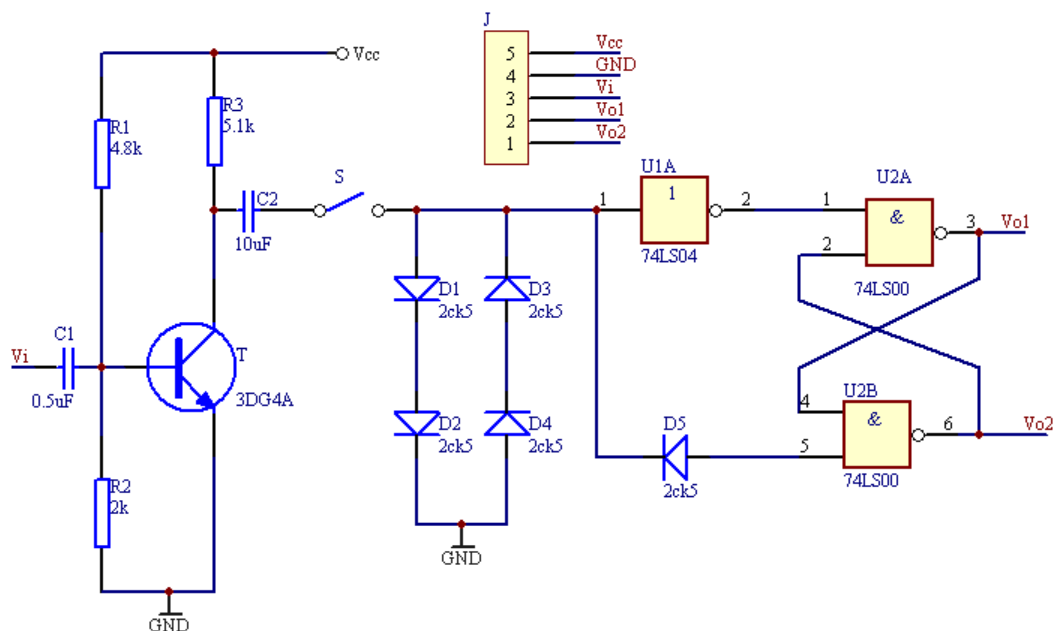 J
Vcc
5 Vcc
4 GND
3 Vi
2 Vo1
1 Vo2
R1
4.8k
R3
5.1k
C2
10uF
S
U1A
1
1
2
74LS04
U2A
1
2
&
3
Vo1
74LS00
D1
2ck5
D3
2ck5
C1
Vi
0.5uF
T
3DG4A
D2
2ck5
D4
2ck5
D5
2ck5
U2B
4
5
&
6
Vo2
74LS00
R2
2k
GND
GND